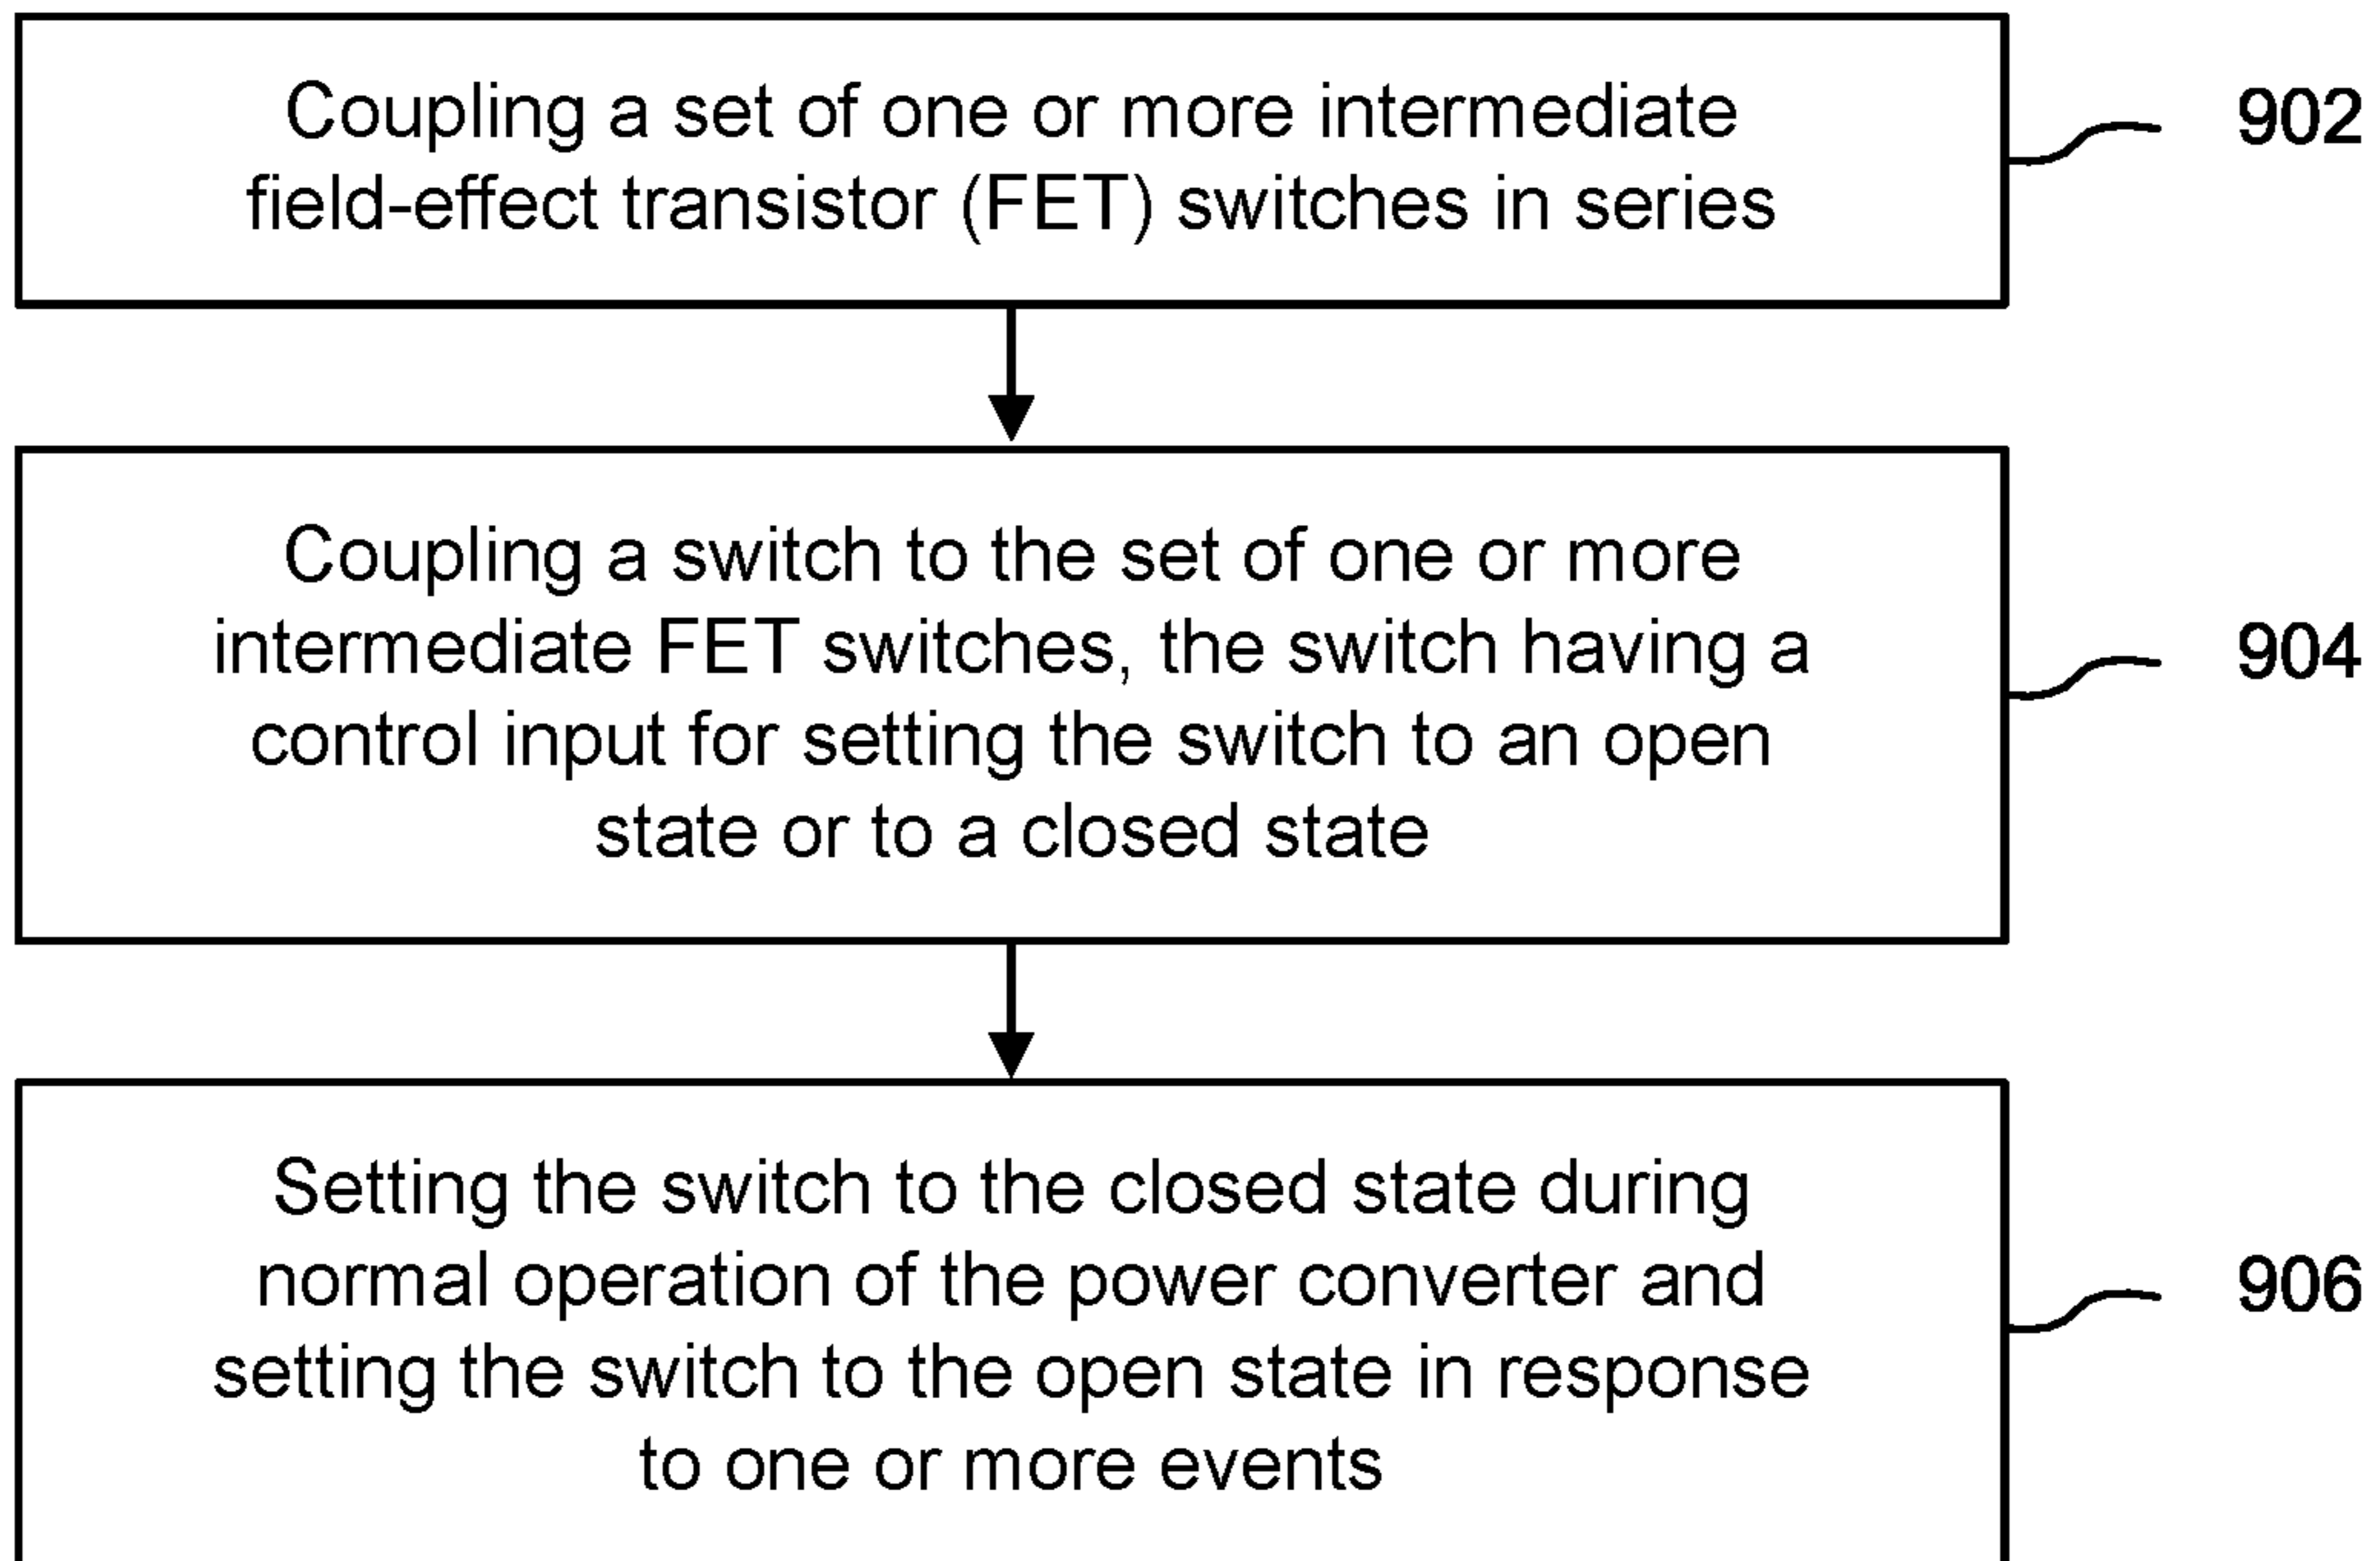 Coupling a set of one or more intermediate
field-effect transistor (FET) switches in series
902
Coupling a switch to the set of one or more
intermediate FET switches, the switch having a
control input for setting the switch to an open
state or to a closed state
904
Setting the switch to the closed state during
normal operation of the power converter and
setting the switch to the open state in response
to one or more events
906